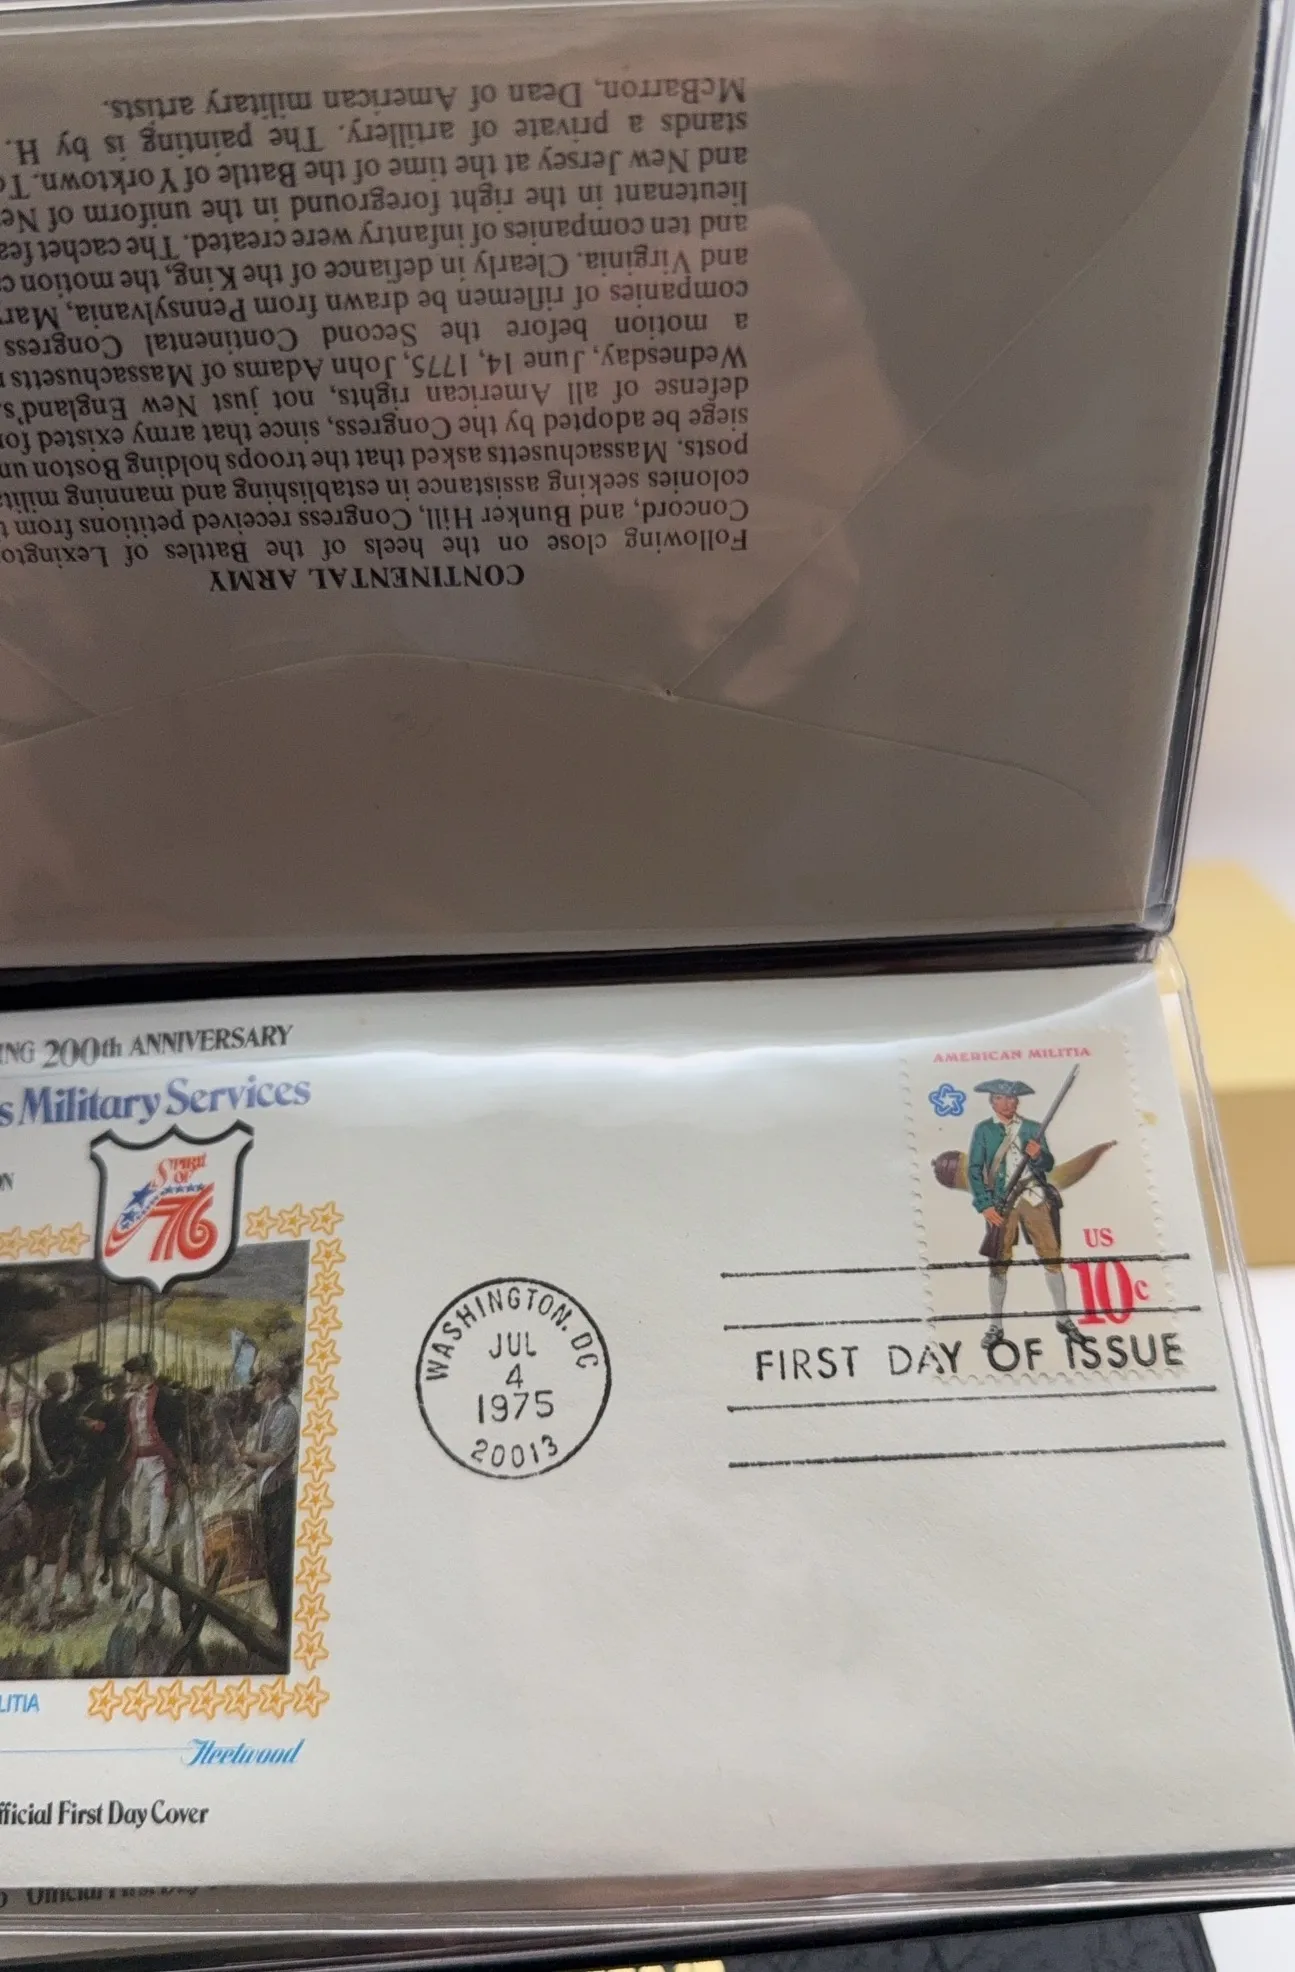 CONTINENTAL ARMY
Following close on the heels of the Battles of
Concord, and Bunker Hill, Congress received petitions from
colonies seeking assistance in establishing and manning
posts. Massachusetts asked that the troops holding Boston
siege be adopted by the Congress, since that army existed
defense of all American rights, not just New England's
Wednesday, June 14, 1775, John Adams of Massachusetts
a motion before the Second Continental Congress
companies of riflemen be drawn from Pennsylvania,
and Virginia. Clearly in defiance of the King, the motion
and ten companies of infantry were created. The cachet
lieutenant in the right foreground in the uniform of
and New Jersey at the time of the Battle of Yorktown.
stands a private of artillery. The painting is by H.
McBarron, Dean of American military artists.
ING 200th ANNIVERSARY
s Military Services
ON
SPIRIT
OF
76
LITIA
Fleetwood
fficial First Day Cover
WASHINGTON, DC
JUL
4
1975
20013
AMERICAN MILITIA
US
10c
FIRST DAY OF ISSUE